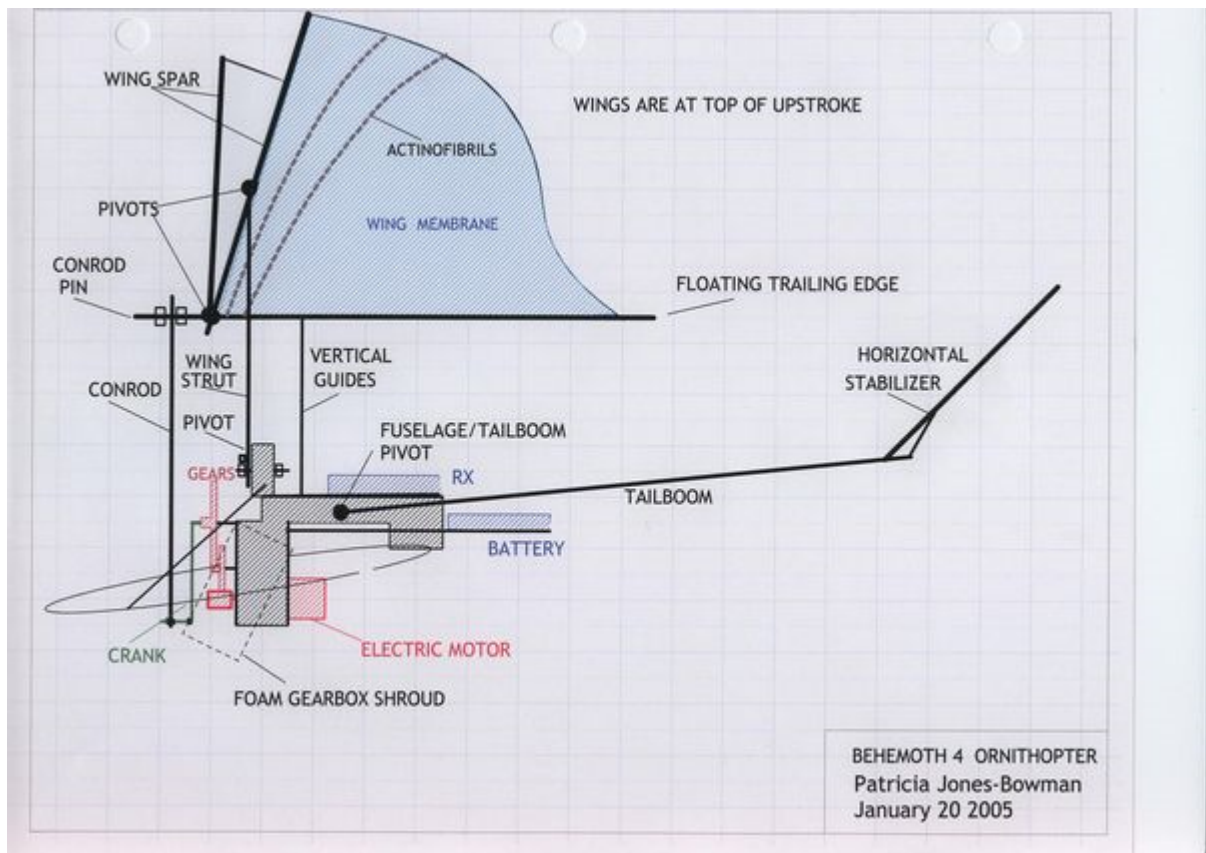 WING SPAR
WINGS ARE AT TOP OF UPSTROKE
ACTINOFIBRILS
PIVOTS
WING MEMBRANE
CONROD
PIN
FLOATING TRAILING EDGE
WING
STRUT
VERTICAL
GUIDES
HORIZONTAL
STABILIZER
CONROD
PIVOT
FUSELAGE/TAILBOOM
PIVOT
GEARS
RX
TAILBOOM
BATTERY
CRANK
ELECTRIC MOTOR
FOAM GEARBOX SHROUD
BEHEMOTH 4 ORNITHOPTER
Patricia Jones-Bowman
January 20 2005